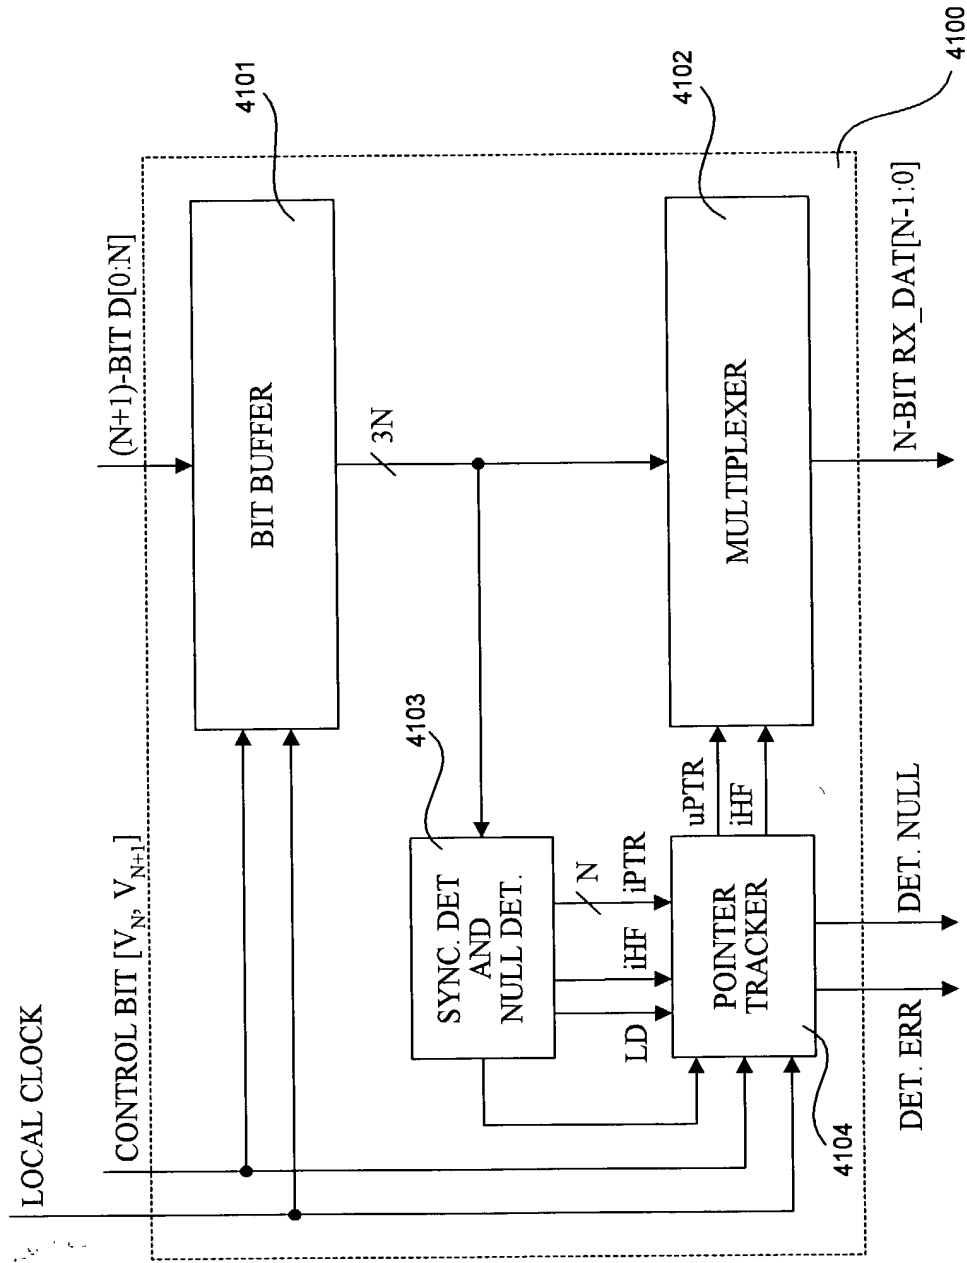 LOCAL CLOCK
CONTROL BIT [V_N, V_{N+1}]
(N+1)-BIT D[0:N]
4101
BIT BUFFER
3N
4103
SYNC. DET
AND
NULL DET.
LD
iHF
N
iPTR
4104
POINTER
TRACKER
uPTR
iHF
4102
MULTIPLEXER
DET. ERR
DET. NULL
N-BIT RX_DAT[N-1:0]
4100